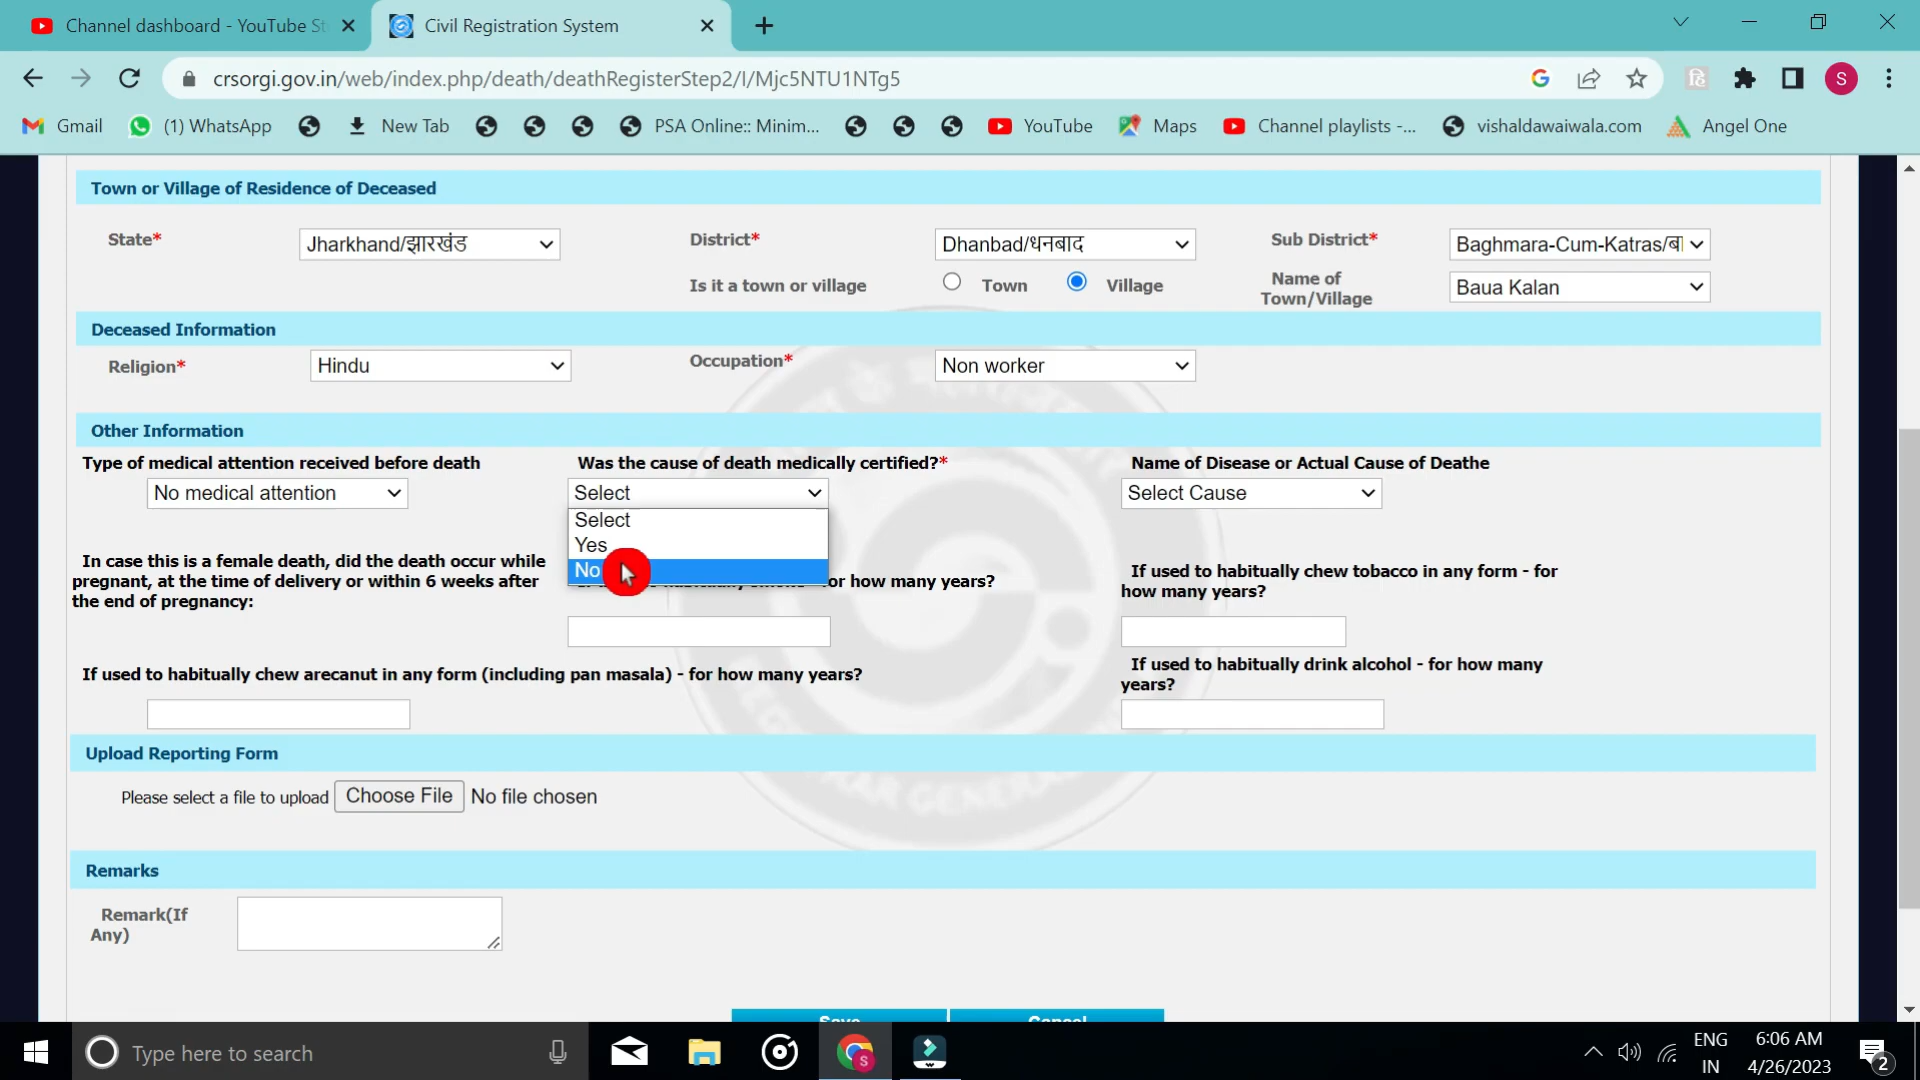 Channel dashboard - YouTube St
Civil Registration System
crsorgi.gov.in/web/index.php/death/deathRegisterStep2/I/Mjc5NTU1NTg5
S
Gmail
(1) WhatsApp
New Tab
PSA Online:: Minim...
YouTube
Maps
Channel playlists -...
vishaldawaiwala.com
Angel One
Town or Village of Residence of Deceased
State* Jharkhand/झारखंड District* Dhanbad/धनबाद Sub District* Baghmara-Cum-Katras/बा
Is it a town or village Town Village Name of Town/Village Baua Kalan
Deceased Information
Religion* Hindu Occupation* Non worker
Other Information
Type of medical attention received before death Was the cause of death medically certified?* Name of Disease or Actual Cause of Deathe
No medical attention Select Select Cause
Select
Yes
No
In case this is a female death, did the death occur while
pregnant, at the time of delivery or within 6 weeks after
the end of pregnancy:
or how many years?
If used to habitually chew tobacco in any form - for
how many years?
If used to habitually chew arecanut in any form (including pan masala) - for how many years?
If used to habitually drink alcohol - for how many
years?
Upload Reporting Form
Please select a file to upload Choose File No file chosen
Remarks
Remark(If
Any)
Save Cancel
Type here to search
S
ENG
IN
6:06 AM
4/26/2023
2